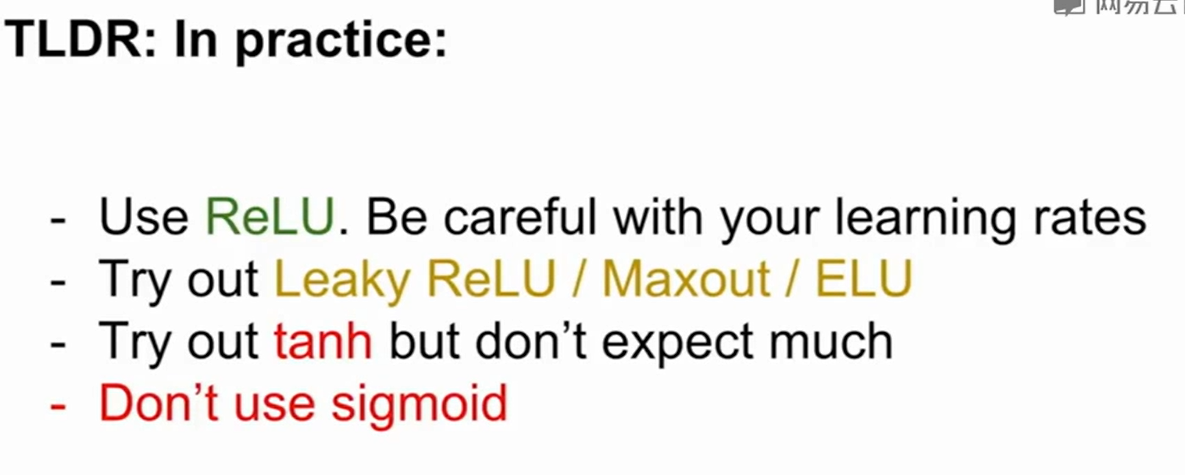 网易云
TLDR: In practice:
- Use ReLU. Be careful with your learning rates
- Try out Leaky ReLU / Maxout / ELU
- Try out tanh but don’t expect much
- Don’t use sigmoid